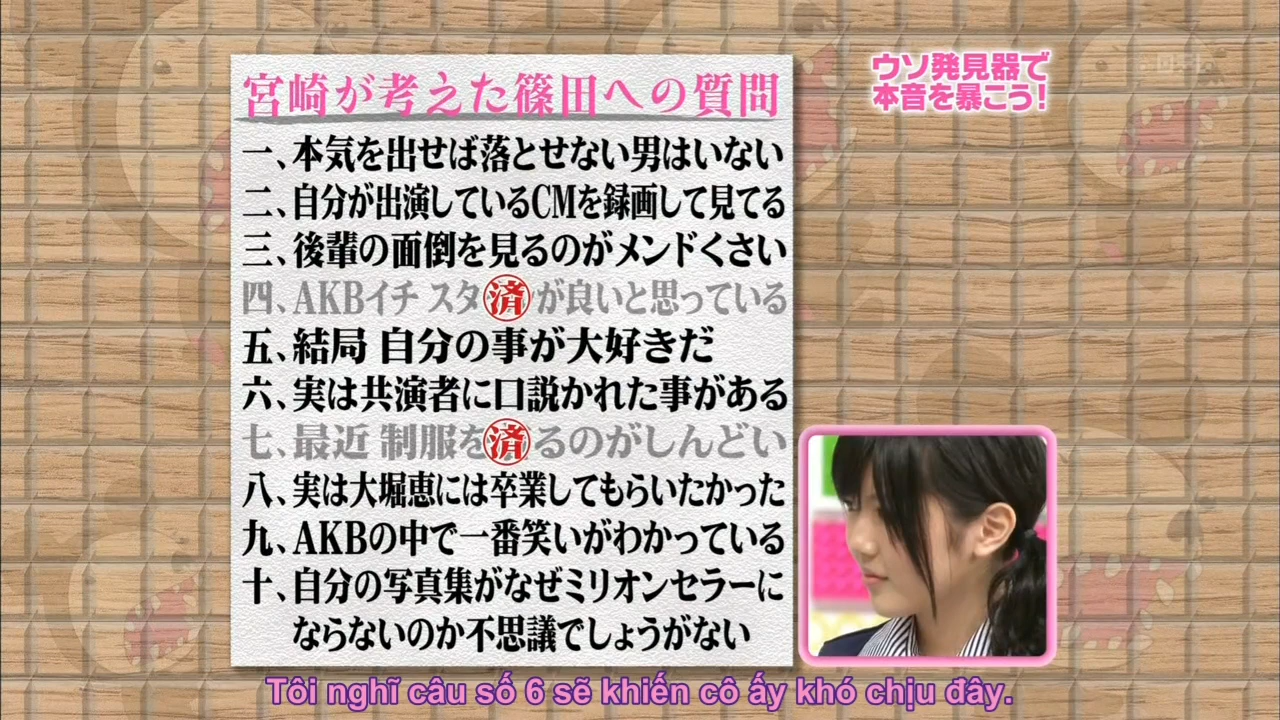 ウソ発見器で
本音を暴こう!
宮崎が考えた篠田への質問
一、本気を出せば落とせない男はいない
二、自分が出演しているCMを録画して見てる
三、後輩の面倒を見るのがメンドくさい
四、AKBイチ スタ 済 が良いと思っている
五、結局 自分の事が大好きだ
六、実は共演者に口説かれた事がある
七、最近 制服を 済 るのがしんどい
八、実は大堀恵には卒業してもらいたかった
九、AKBの中で一番笑いがわかっている
十、自分の写真集がなぜミリオンセラーに
ならないのか不思議でしょうがない
Tôi nghĩ câu số 6 sẽ khiến cô ấy khó chịu đây.